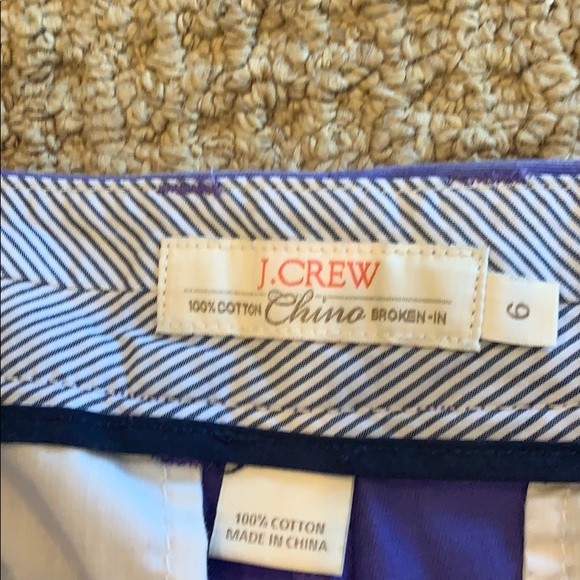 J.CREW
100% COTTON Chino BROKEN-IN
6
100% COTTON
MADE IN CHINA